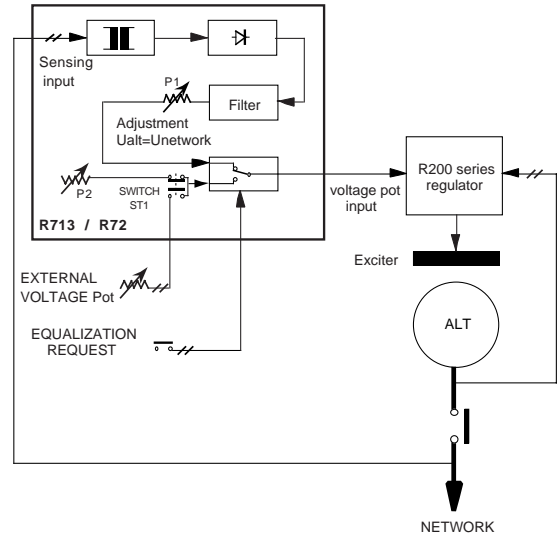 Sensing
input
P1
Filter
Adjustment
Ualt=Unetwork
P2
SWITCH
ST1
R713 / R72
voltage pot
input
R200 series
regulator
Exciter
EXTERNAL
VOLTAGE Pot
ALT
EQUALIZATION
REQUEST
NETWORK